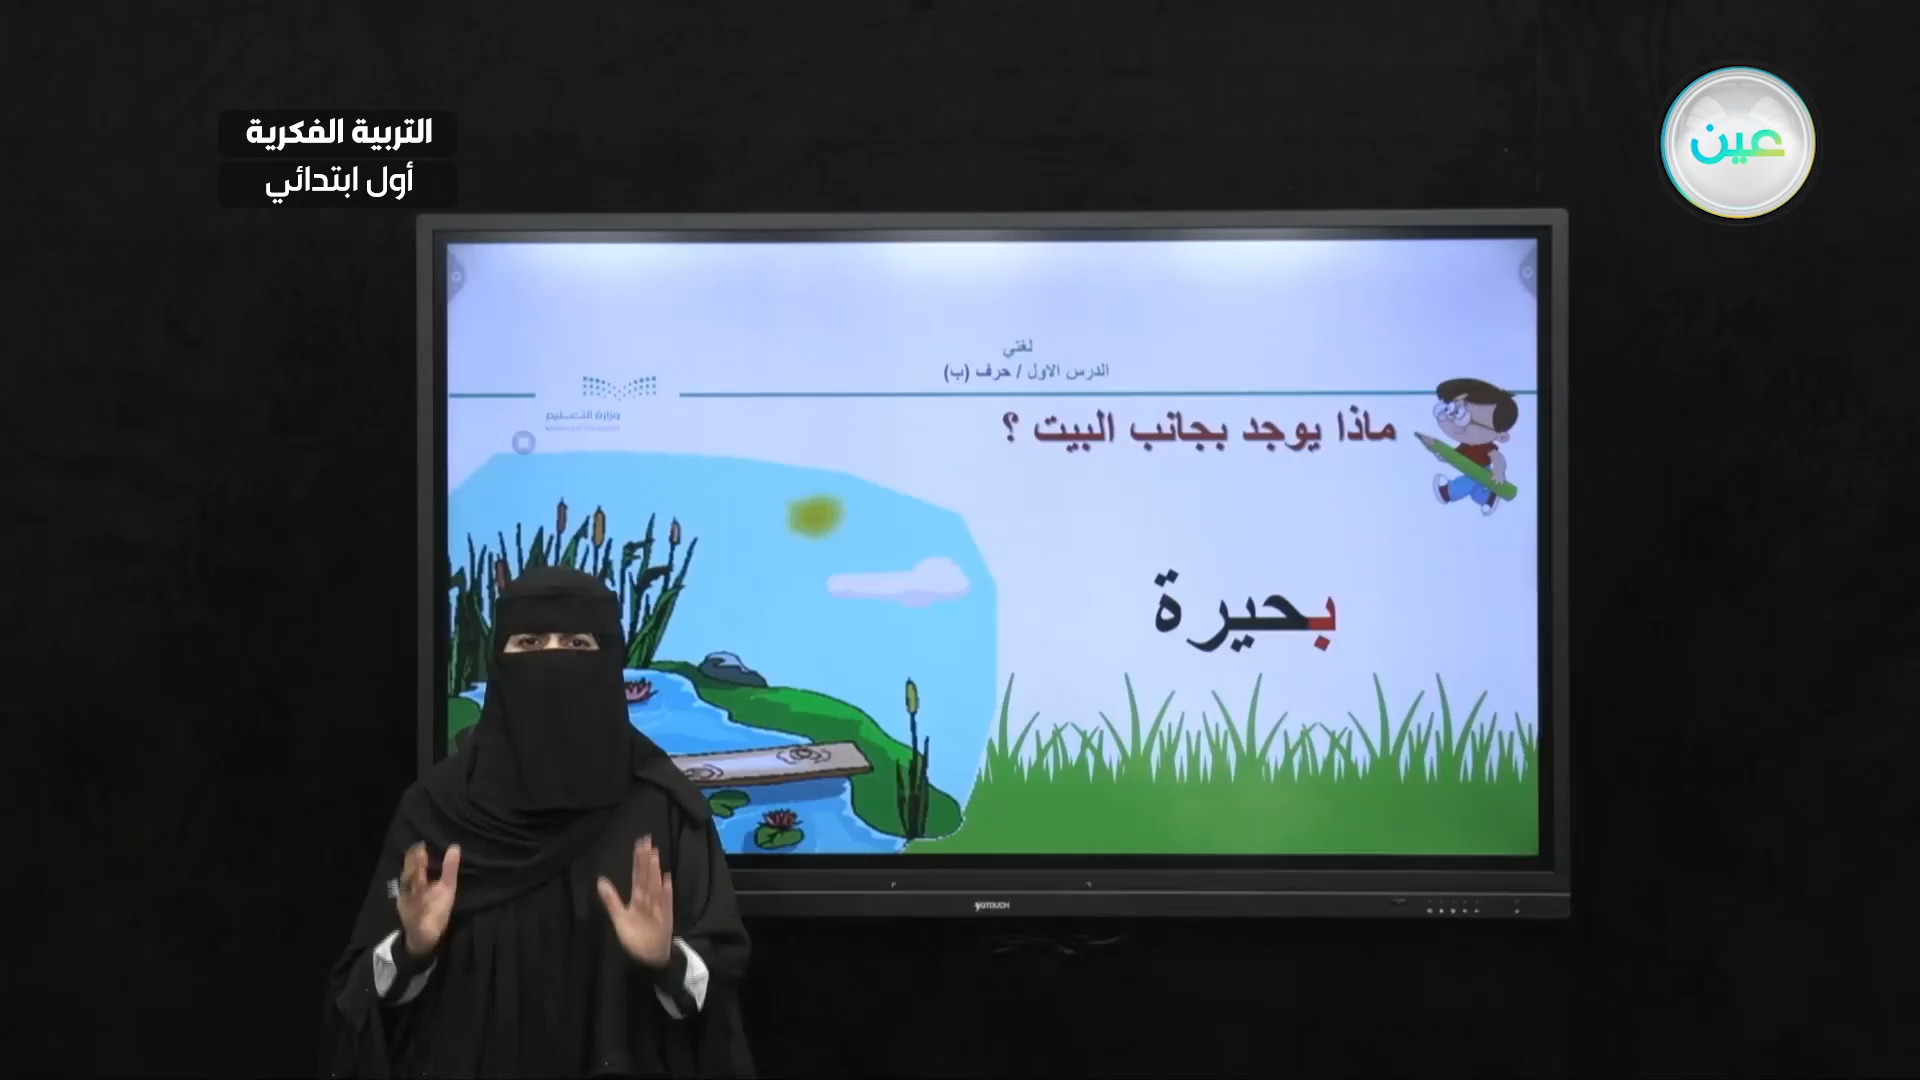 التربية الفكرية
أول ابتدائي
عين
لغتي
الدرس الاول / حرف (ب)
وزارة التعليم
ماذا يوجد بجانب البيت ؟
بحيرة